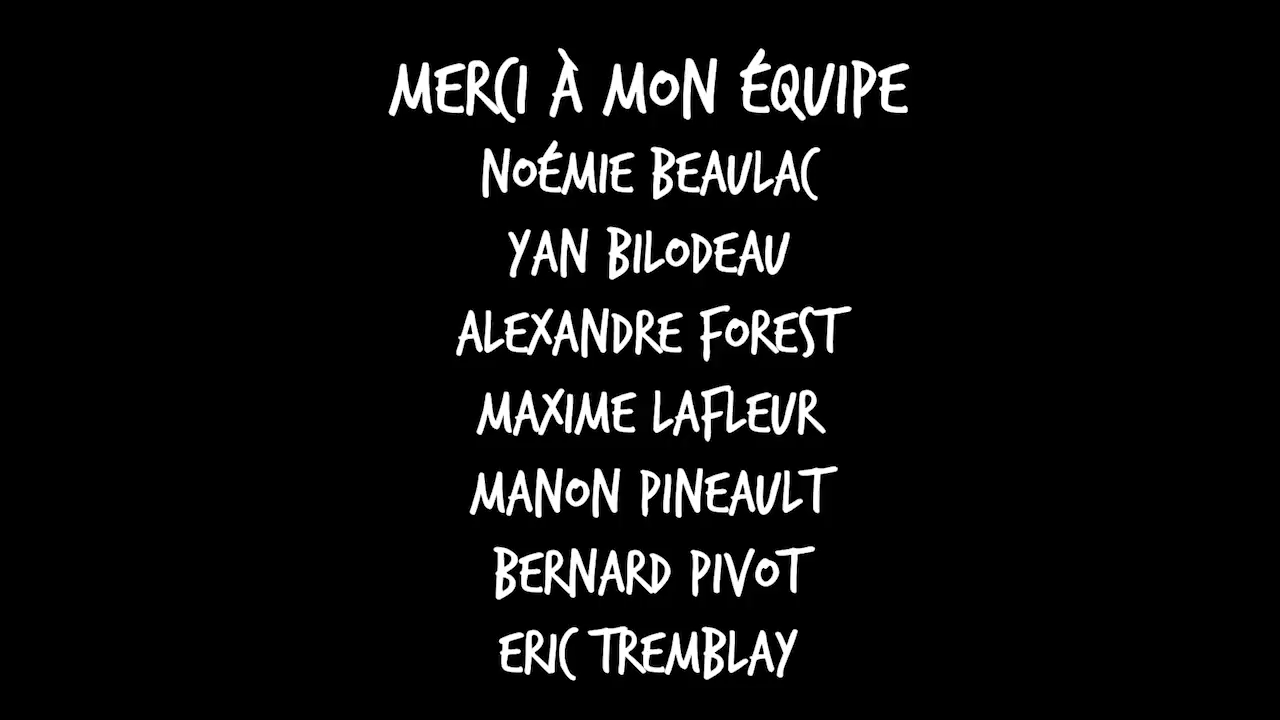 MERCI À MON ÉQUIPE
NOÉMIE BEAULAC
YAN BILODEAU
ALEXANDRE FOREST
MAXIME LAFLEUR
MANON PINEAULT
BERNARD PIVOT
ERIC TREMBLAY